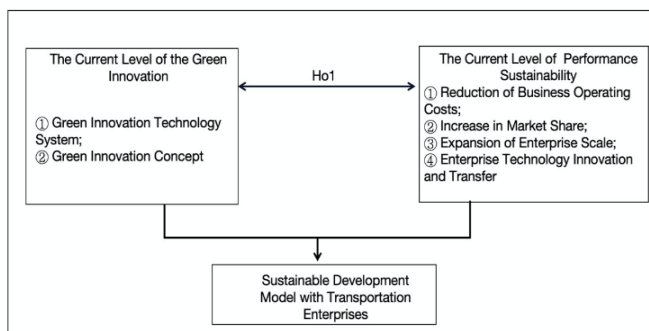 The Current Level of the Green
Innovation
① Green Innovation Technology
System;
② Green Innovation Concept
Ho1
The Current Level of Performance
Sustainability
① Reduction of Business Operating
Costs;
② Increase in Market Share;
③ Expansion of Enterprise Scale;
④ Enterprise Technology Innovation
and Transfer
Sustainable Development
Model with Transportation
Enterprises